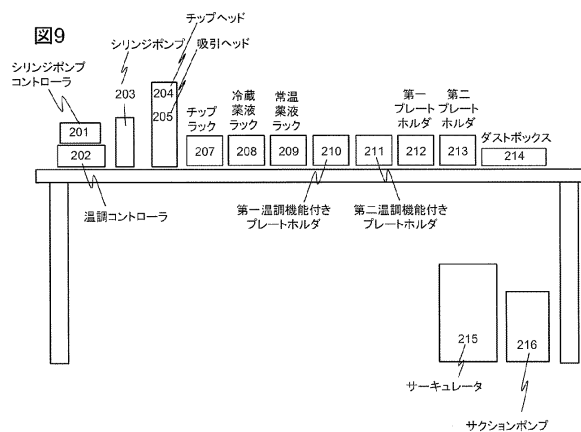 図9
チップヘッド
シリンジポンプ
吸引ヘッド
シリンジポンプ
コントローラ
203
204
205
201
202
チップ
ラック
冷蔵
薬液
ラック
常温
薬液
ラック
第一
プレート
ホルダ
第二
プレート
ホルダ
ダストボックス
207
208
209
210
211
212
213
214
温調コントローラ
第一温調機能付き
プレートホルダ
第二温調機能付き
プレートホルダ
215
216
サーキュレータ
サクションポンプ